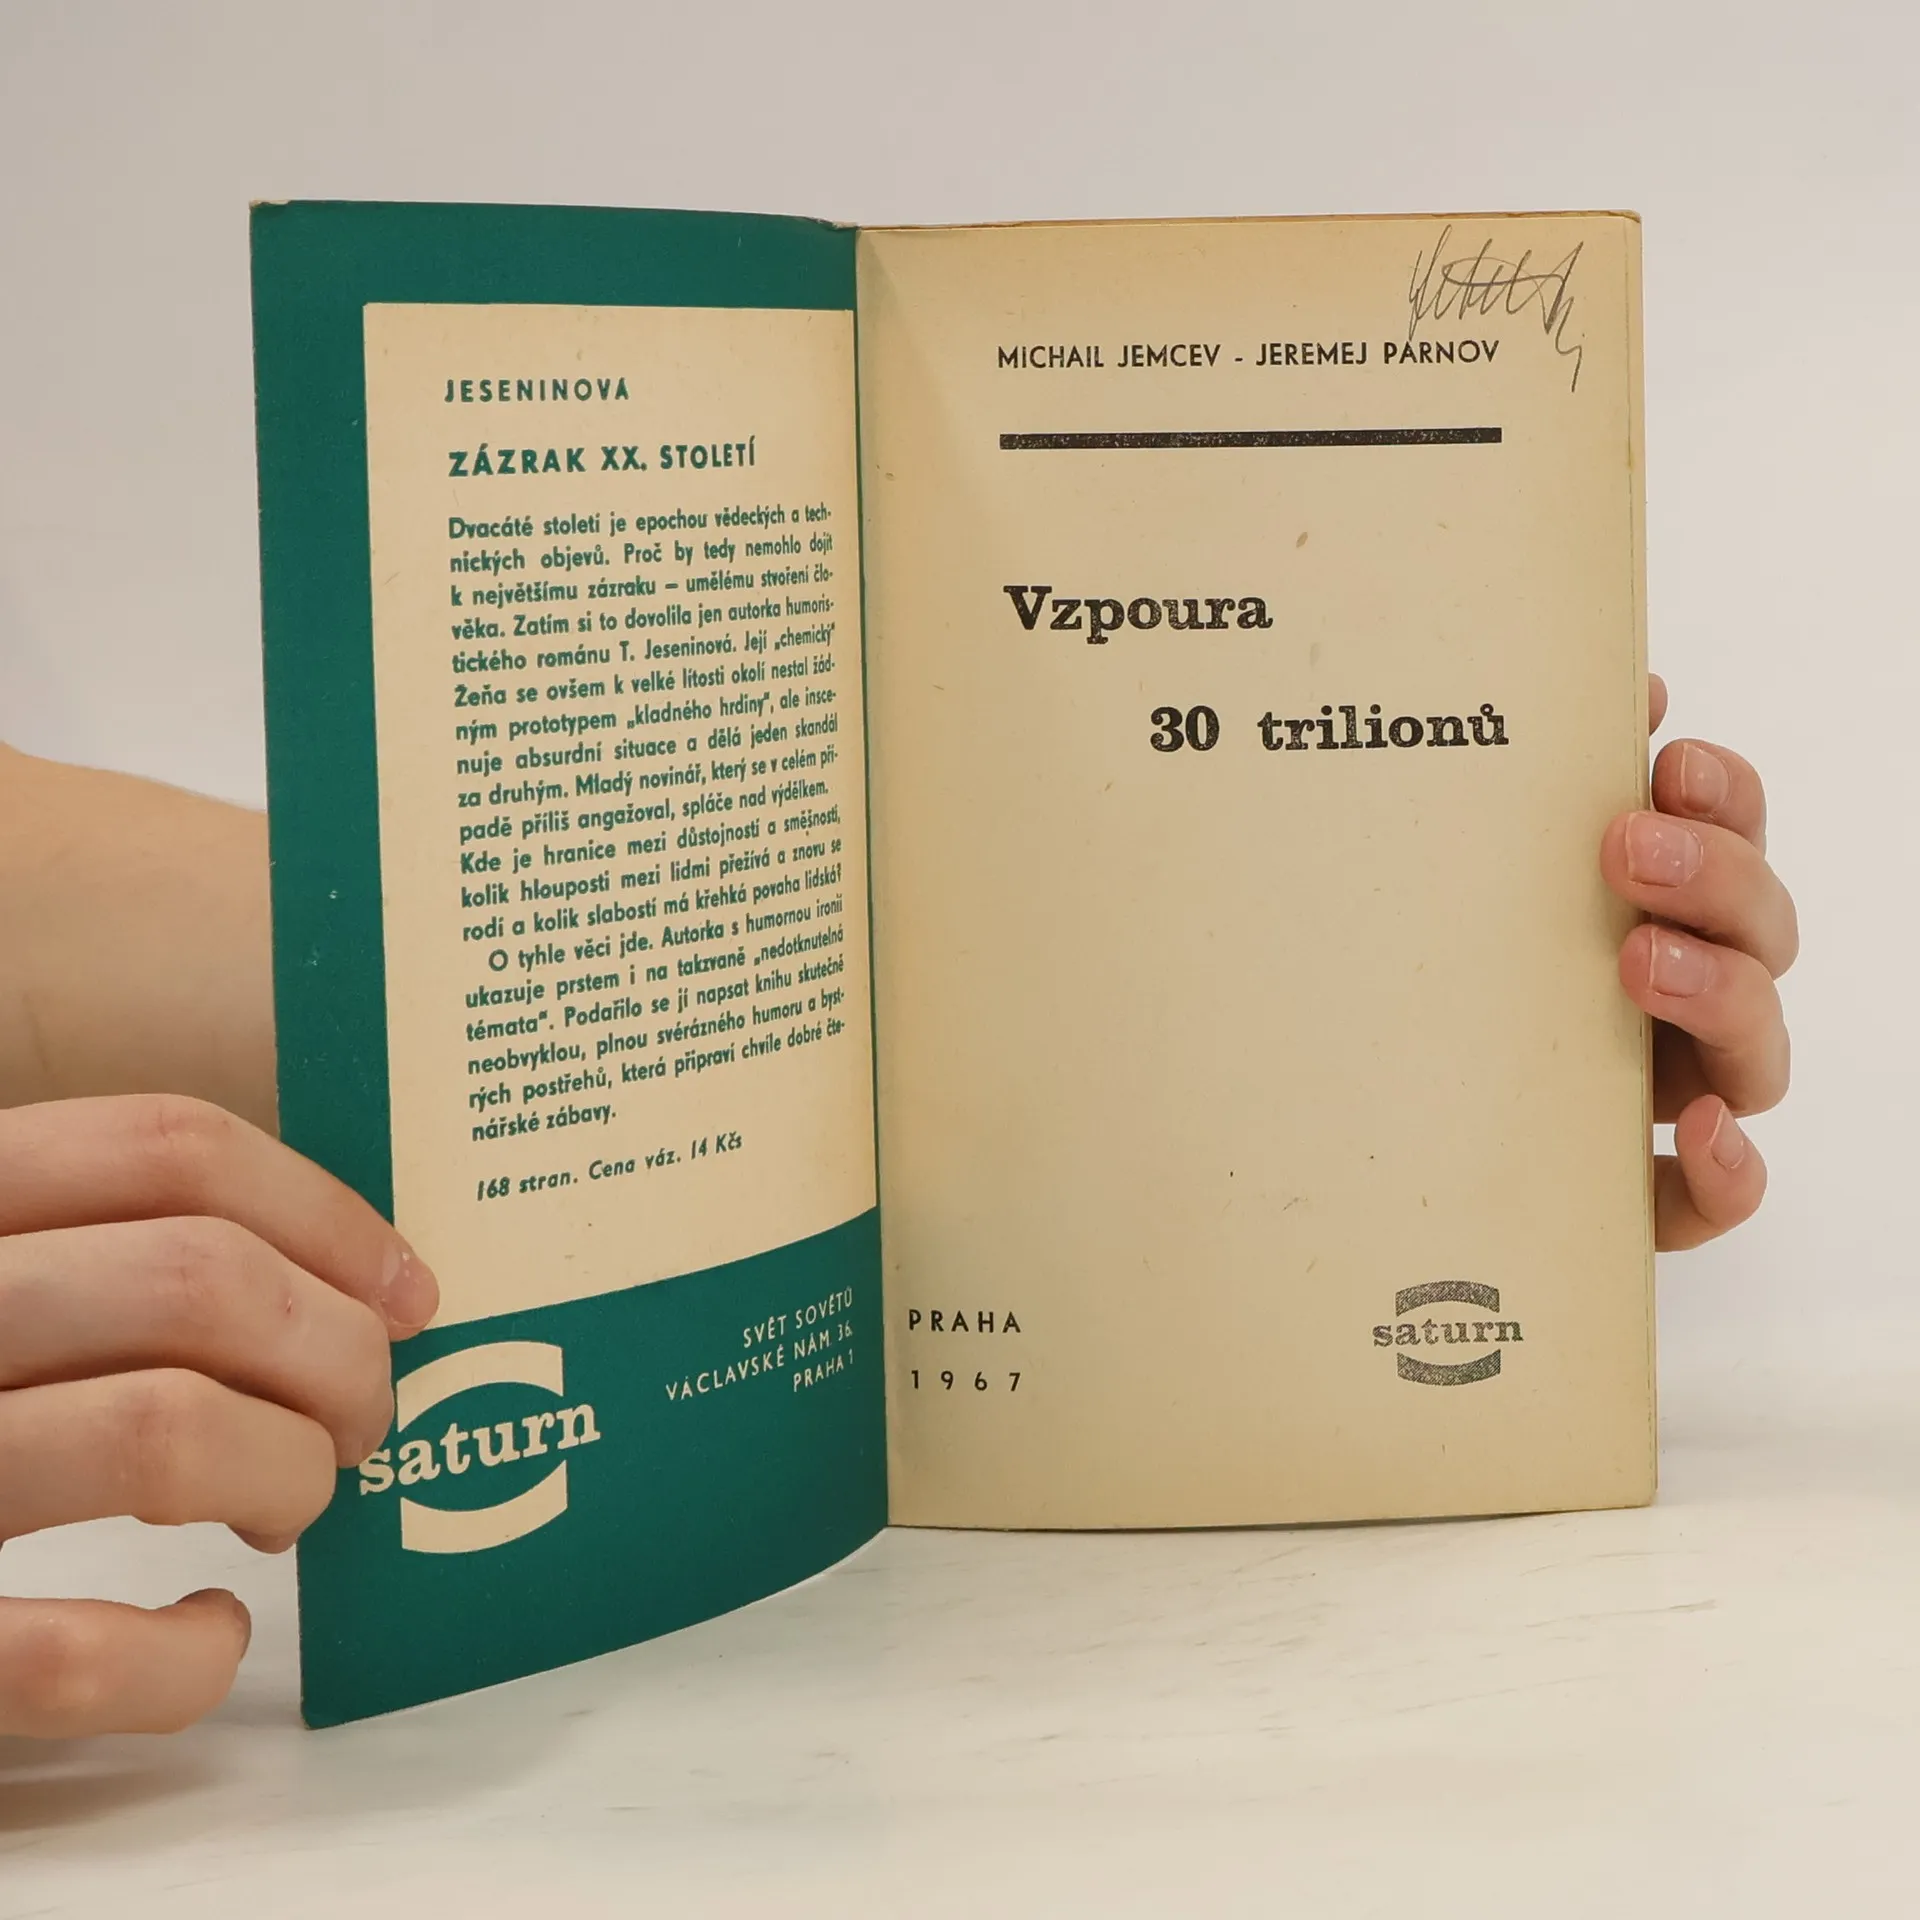 JESENINOVÁ
ZÁZRAK XX. STOLETÍ
Dvacáté století je epochou vědeckých a tech-
nických objevů. Proč by tedy nemohlo dojít
k největšímu zázraku – umělému stvoření člo-
věka. Zatím si to dovolila jen autorka humoris-
tického románu T. Jeseninová. Její „chemický"
Žeňa se ovšem k velké lítosti okolí nestal žád-
ným prototypem „kladného hrdiny", ale insce-
nuje absurdní situace a dělá jeden skandál
za druhým. Mladý novinář, který se v celém pří-
padě příliš angažoval, spláče nad výdělkem.
Kde je hranice mezi důstojností a směšností,
kolik hlouposti mezi lidmi přežívá a znovu se
rodí a kolik slabostí má křehká povaha lidská?
O tyhle věci jde. Autorka s humornou ironií
ukazuje prstem i na takzvaně „nedotknutelná
témata". Podařilo se jí napsat knihu skutečně
neobvyklou, plnou svérázného humoru a byst-
rých postřehů, která připraví chvíle dobré čte-
nářské zábavy.
168 stran. Cena váz. 14 Kčs
SVĚT SOVĚTŮ
VÁCLAVSKÉ NÁM. 36.
PRAHA 1
saturn
MICHAIL JEMCEV - JEREMEJ PARNOV
Vzpoura
30 trilionů
PRAHA
1967
saturn